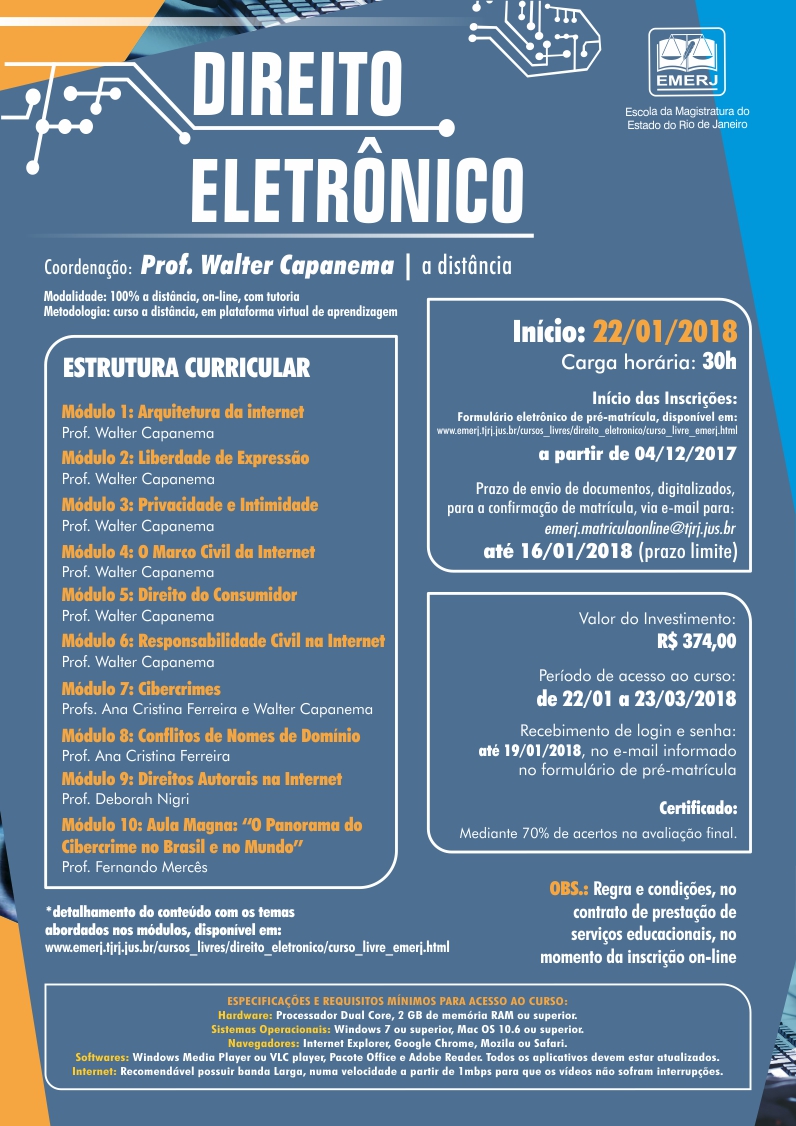 DIREITO
ELETRÔNICO
EMERJ
Escola da Magistratura do
Estado do Rio de Janeiro
Coordenação: Prof. Walter Capanema | a distância
Modalidade: 100% a distância, on-line, com tutoria
Metodologia: curso a distância, em plataforma virtual de aprendizagem
ESTRUTURA CURRICULAR
Módulo 1: Arquitetura da internet
Prof. Walter Capanema
Módulo 2: Liberdade de Expressão
Prof. Walter Capanema
Módulo 3: Privacidade e Intimidade
Prof. Walter Capanema
Módulo 4: O Marco Civil da Internet
Prof. Walter Capanema
Módulo 5: Direito do Consumidor
Prof. Walter Capanema
Módulo 6: Responsabilidade Civil na Internet
Prof. Walter Capanema
Módulo 7: Cibercrimes
Profs. Ana Cristina Ferreira e Walter Capanema
Módulo 8: Conflitos de Nomes de Domínio
Prof. Ana Cristina Ferreira
Módulo 9: Direitos Autorais na Internet
Prof. Deborah Nigri
Módulo 10: Aula Magna: “O Panorama do
Cibercrime no Brasil e no Mundo”
Prof. Fernando Mercês
*detalhamento do conteúdo com os temas
abordados nos módulos, disponível em:
www.emerj.tjrj.jus.br/cursos_livres/direito_eletronico/curso_livre_emerj.html
Início: 22/01/2018
Carga horária: 30h
Início das Inscrições:
Formulário eletrônico de pré-matrícula, disponível em:
www.emerj.tjrj.jus.br/cursos_livres/direito_eletronico/curso_livre_emerj.html
a partir de 04/12/2017
Prazo de envio de documentos, digitalizados,
para a confirmação de matrícula, via e-mail para:
emerj.matriculaonline@tjrj.jus.br
até 16/01/2018 (prazo limite)
Valor do Investimento:
R$ 374,00
Período de acesso ao curso:
de 22/01 a 23/03/2018
Recebimento de login e senha:
até 19/01/2018, no e-mail informado
no formulário de pré-matrícula
Certificado:
Mediante 70% de acertos na avaliação final.
OBS.: Regra e condições, no
contrato de prestação de
serviços educacionais, no
momento da inscrição on-line
ESPECIFICAÇÕES E REQUISITOS MÍNIMOS PARA ACESSO AO CURSO:
Hardware: Processador Dual Core, 2 GB de memória RAM ou superior.
Sistemas Operacionais: Windows 7 ou superior, Mac OS 10.6 ou superior.
Navegadores: Internet Explorer, Google Chrome, Mozila ou Safari.
Softwares: Windows Media Player ou VLC player, Pacote Office e Adobe Reader. Todos os aplicativos devem estar atualizados.
Internet: Recomendável possuir banda Larga, numa velocidade a partir de 1mbps para que os vídeos não sofram interrupções.